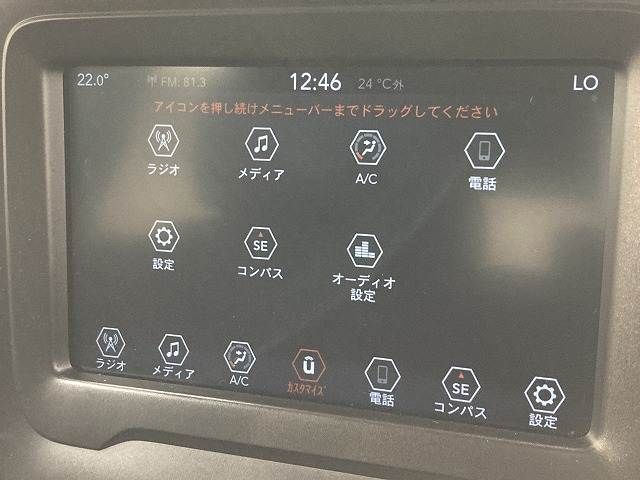 22.0° FM: 81.3 12:46 24 °C外 LO
アイコンを押し続けメニューバーまでドラッグしてください
ラジオ メディア A/C 電話
SE
設定 コンパス オーディオ
設定
SE
ラジオ メディア A/C カスタマイズ 電話 コンパス 設定